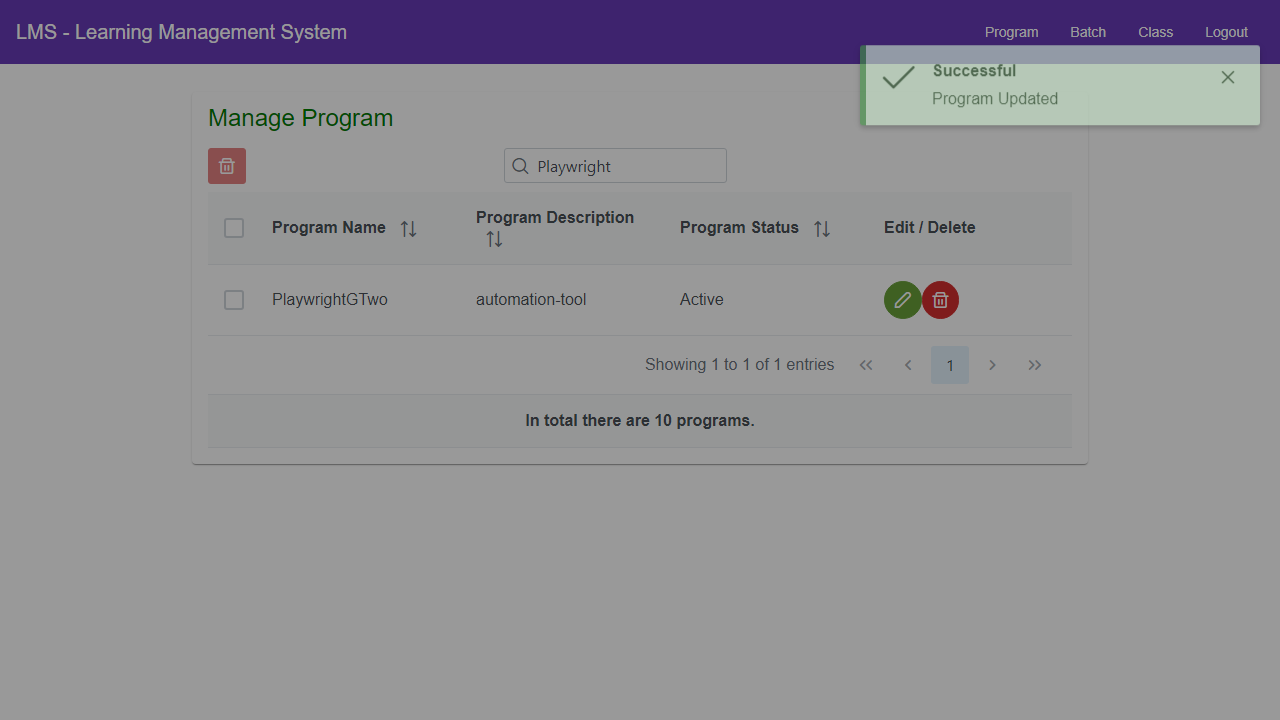 LMS - Learning Management System
Program Batch Class Logout
Successful
Program Updated
Manage Program
Playwright
Program Name Program Description Program Status Edit / Delete
PlaywrightGTwo automation-tool Active
Showing 1 to 1 of 1 entries 1
In total there are 10 programs.